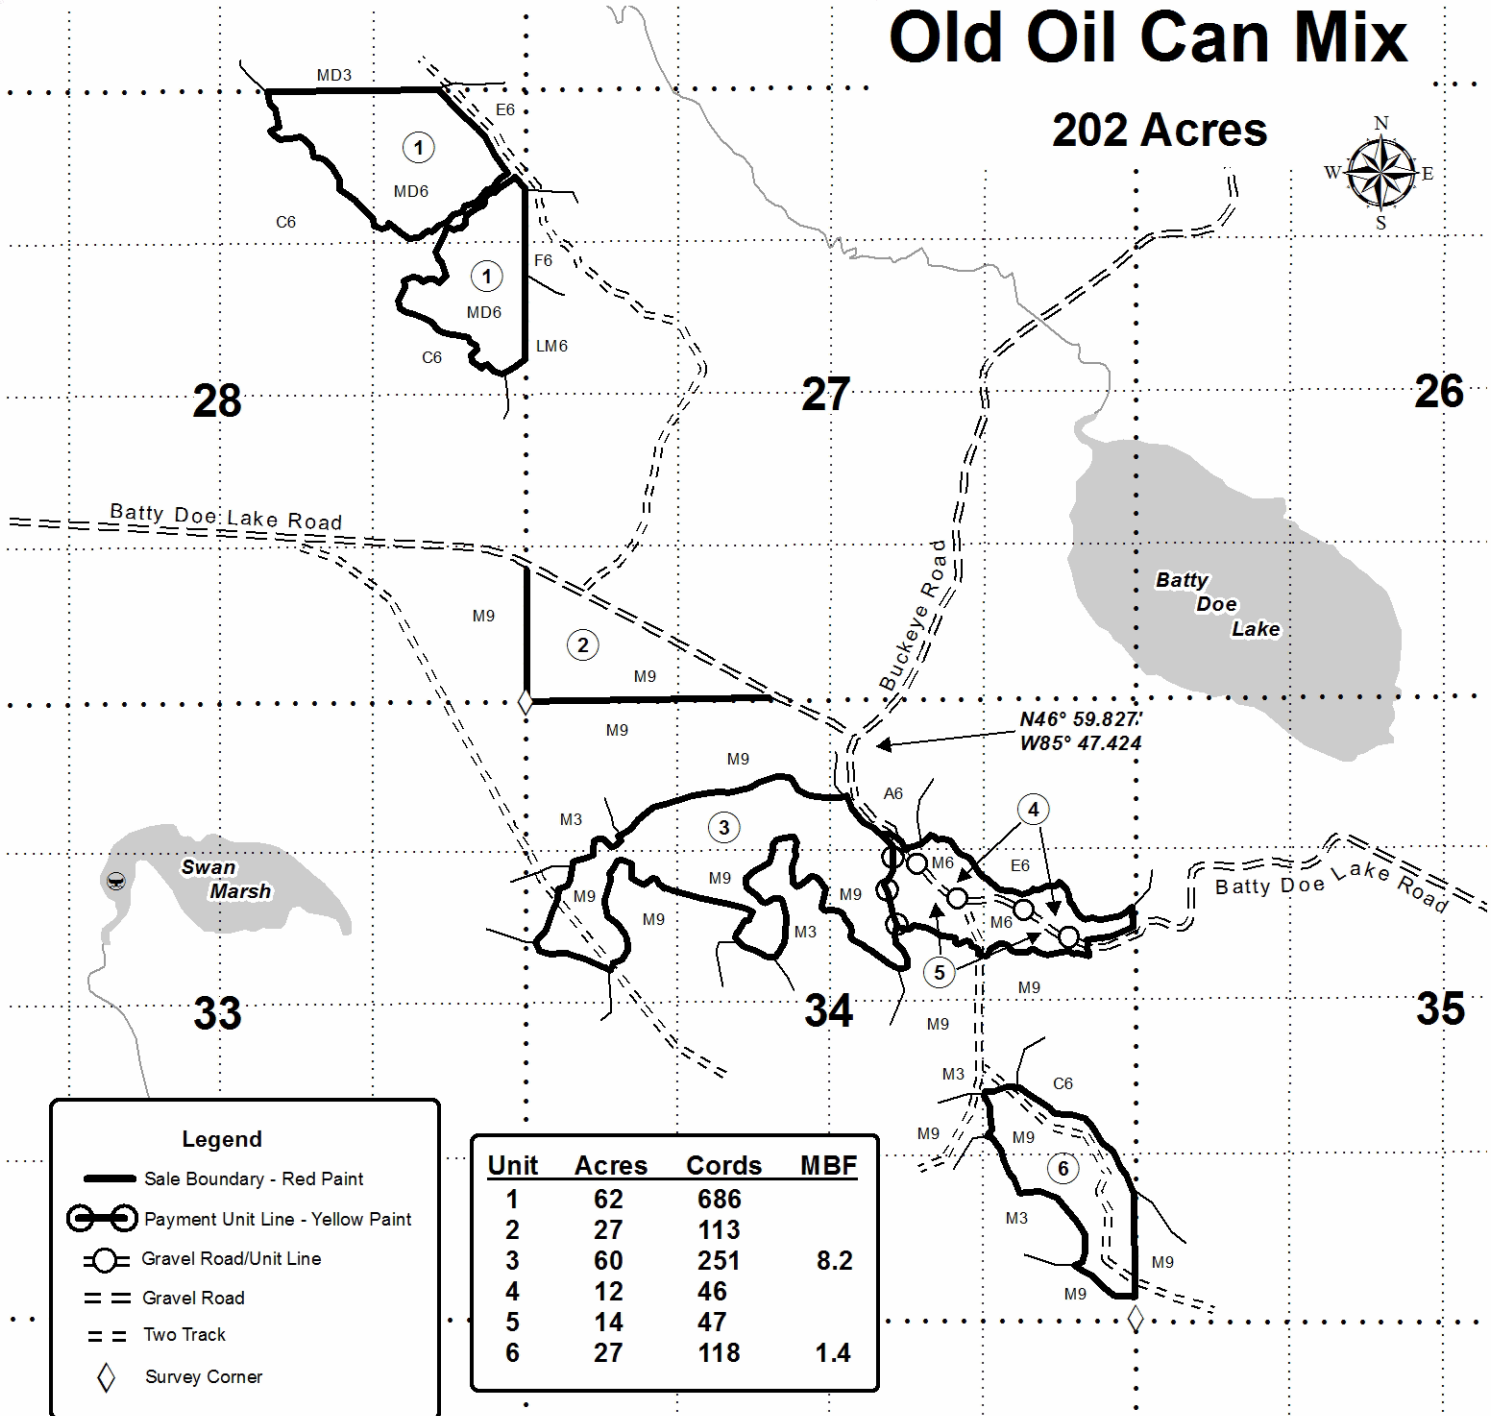 Old Oil Can Mix
202 Acres
N
W E
S
MD3
E6
1
MD6
C6
F6
1
MD6
LM6
C6
28
27
26
Batty Doe Lake Road
Buckeye Road
Batty
Doe
Lake
M9
2
M9
M9
N46° 59.827'
W85° 47.424
M9
A6
4
M3
3
M6
E6
Swan
Marsh
M9
M9
M9
M9
M3
M6
Batty Doe Lake Road
5
M9
33
34
35
M9
M3
C6
M9
M9
6
M3
M9
M9
Legend
Sale Boundary - Red Paint
Payment Unit Line - Yellow Paint
Gravel Road/Unit Line
Gravel Road
Two Track
Survey Corner
Unit Acres Cords MBF
1 62 686
2 27 113
3 60 251 8.2
4 12 46
5 14 47
6 27 118 1.4